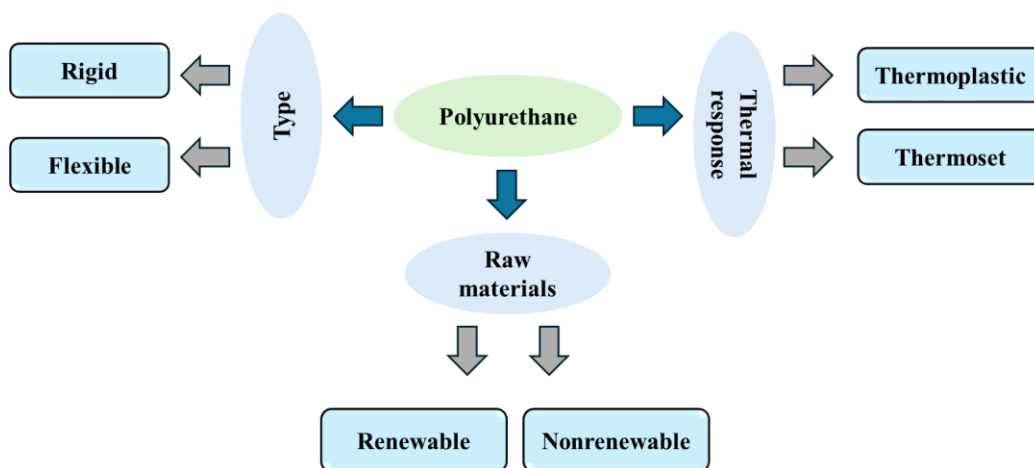 Rigid
Flexible
Type
Polyurethane
Thermal
response
Thermoplastic
Thermoset
Raw
materials
Renewable
Nonrenewable